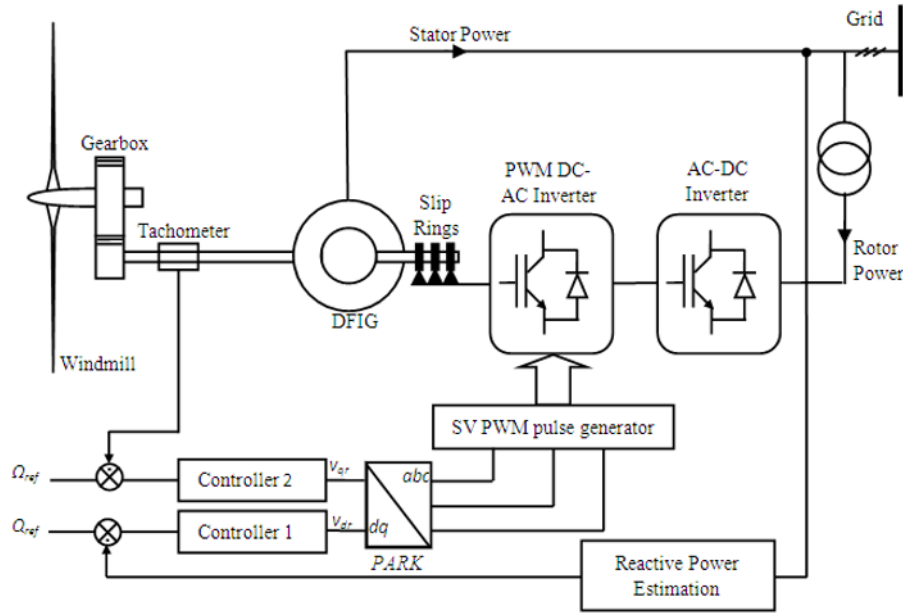 Grid
Stator Power
Gearbox
PWM DC-
AC Inverter
AC-DC
Inverter
Slip
Rings
Tachometer
Rotor
Power
DFIG
Windmill
SV PWM pulse generator
Ωref
Controller 2
Vqr
abc
Qref
Controller 1
Vdr
dq
PARK
Reactive Power
Estimation